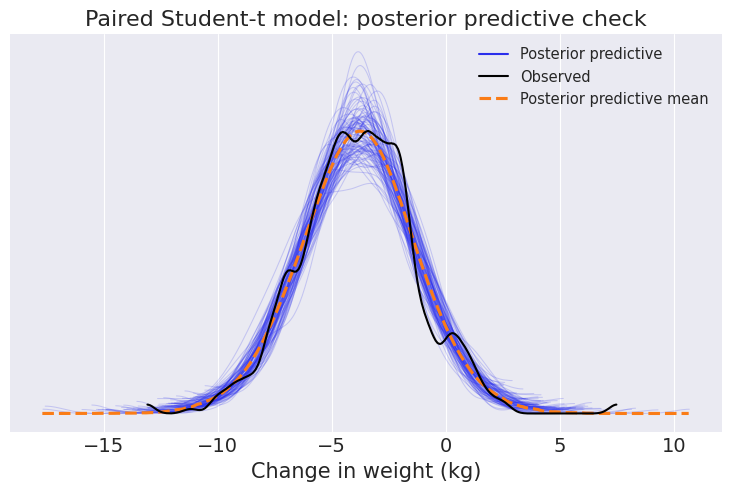 Paired Student-t model: posterior predictive check
Posterior predictive
Observed
Posterior predictive mean
−15 −10 −5 0 5 10
Change in weight (kg)